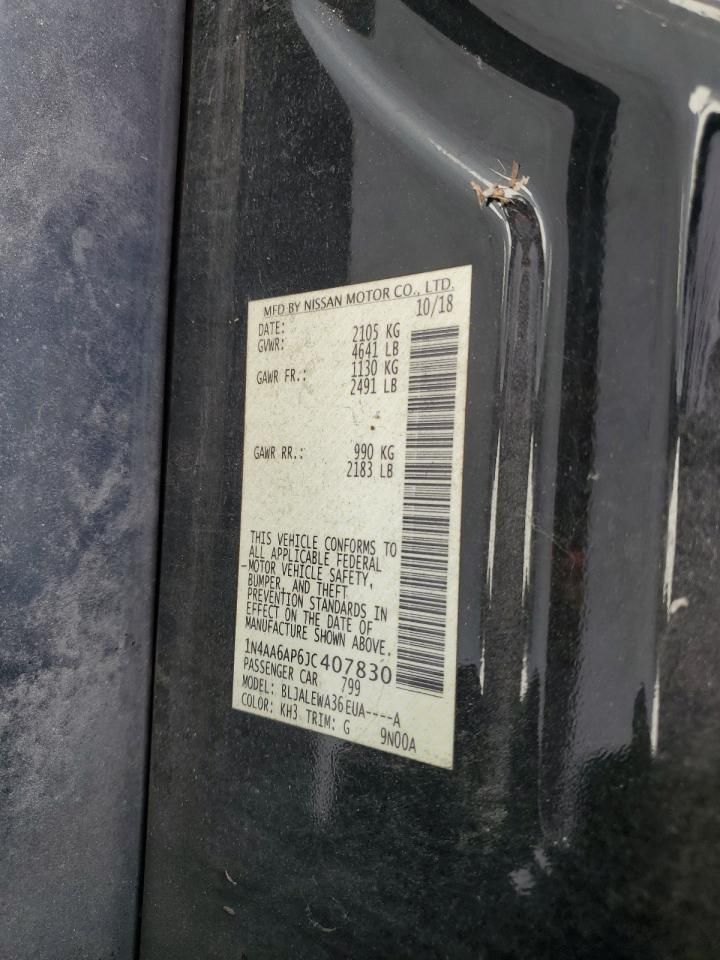 MFD BY NISSAN MOTOR CO., LTD.
DATE: 10/18
GVWR: 2105 KG
4641 LB
GAWR FR.: 1130 KG
2491 LB
GAWR RR.: 990 KG
2183 LB
THIS VEHICLE CONFORMS TO
ALL APPLICABLE FEDERAL
MOTOR VEHICLE SAFETY,
BUMPER, AND THEFT
PREVENTION STANDARDS IN
EFFECT ON THE DATE OF
MANUFACTURE SHOWN ABOVE.
1N4AA6AP6JC407830
PASSENGER CAR 799
MODEL: BLJALEWA36EUA----A
COLOR: KH3 TRIM: G 9N00A